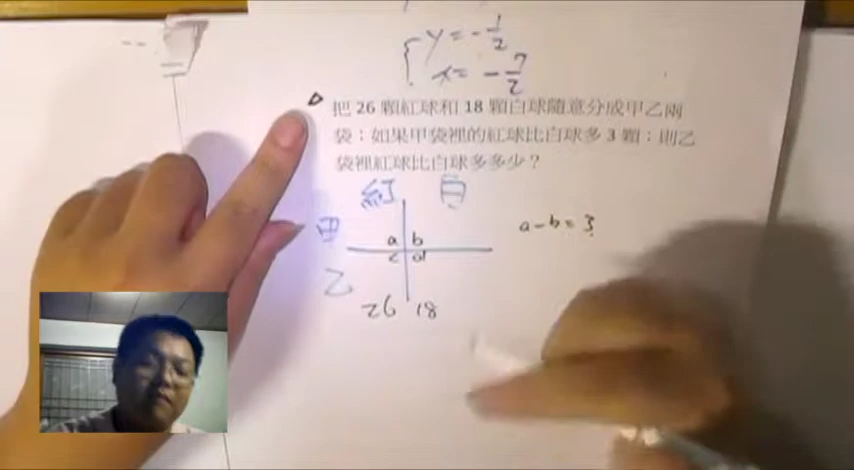 y = -1/2
x = -7/2
把 26 顆紅球和 18 顆白球隨意分成甲乙兩
袋；如果甲袋裡的紅球比白球多 3 顆；則乙
袋裡紅球比白球多多少？
紅 白
甲 a b a-b=3
乙 c d
26 18